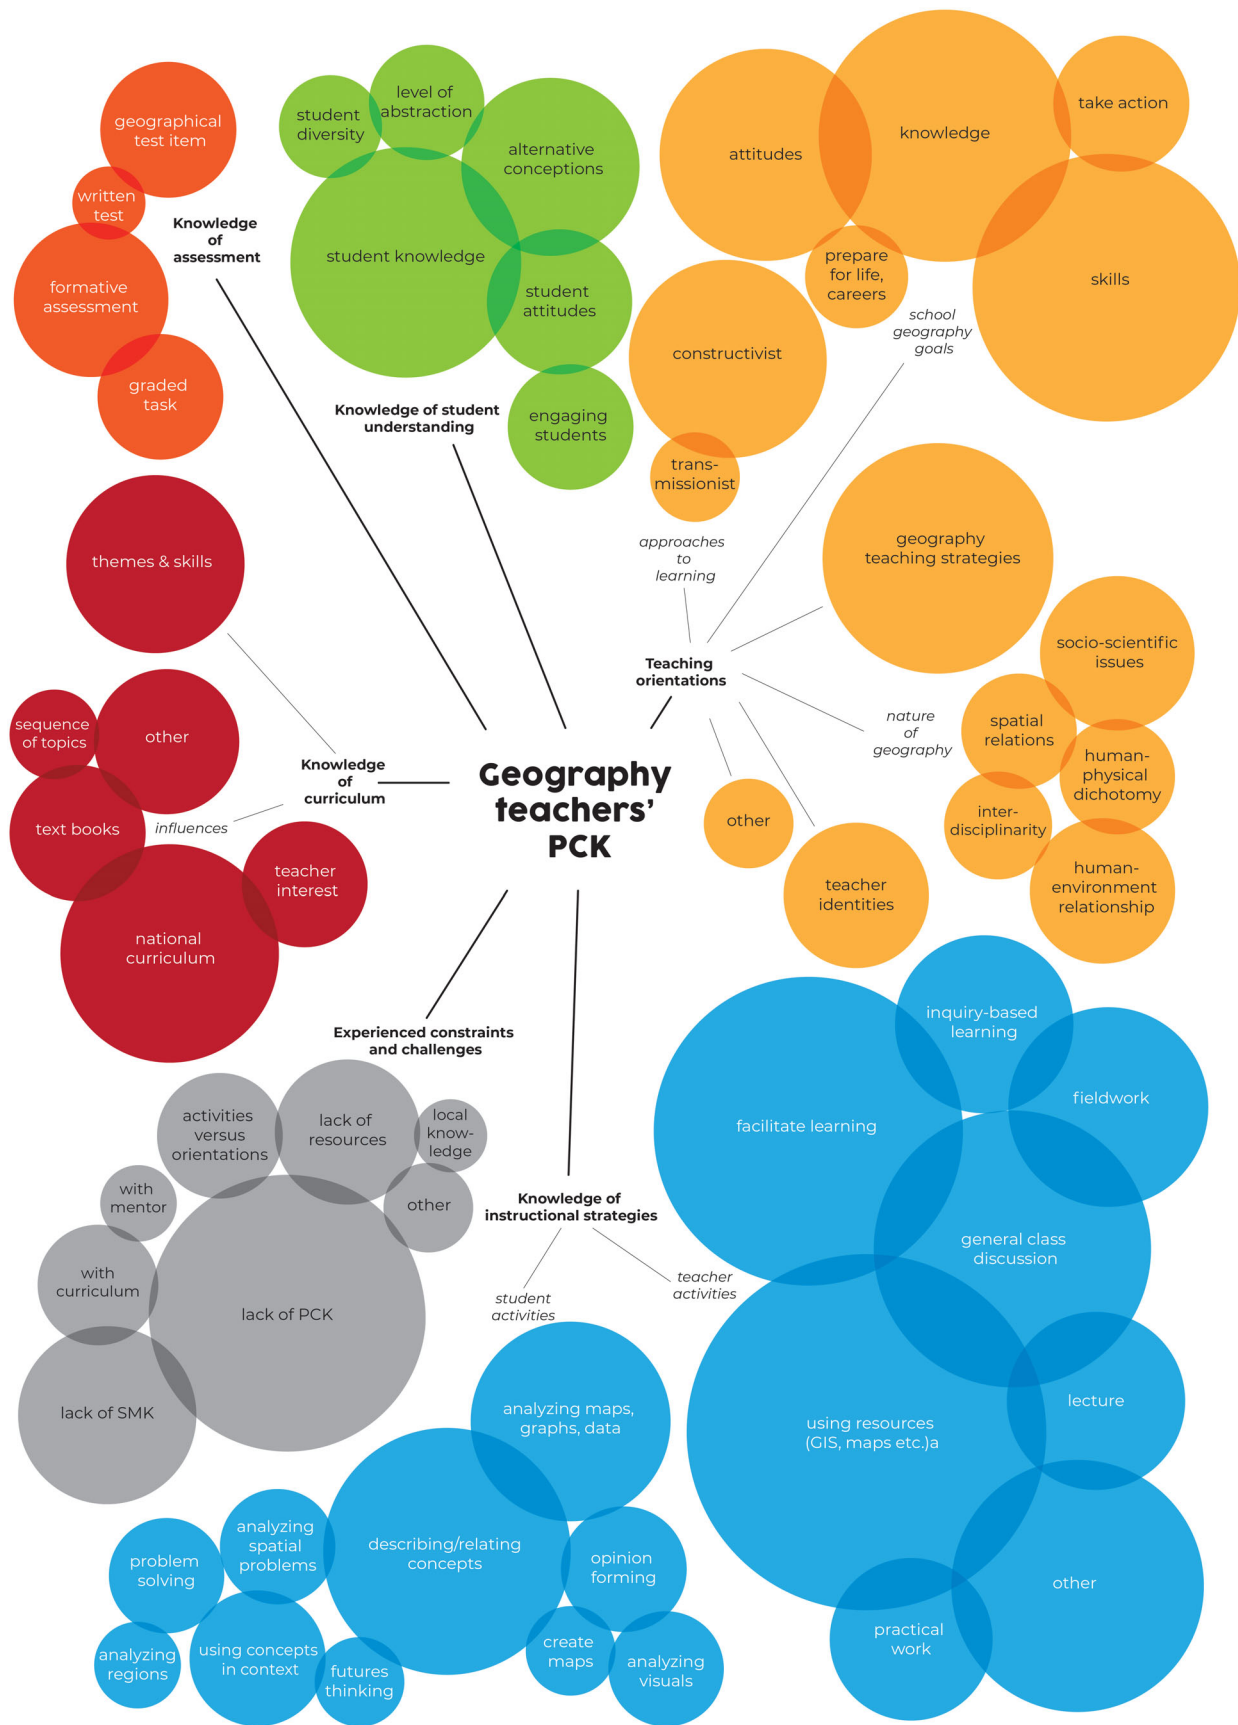 geographical
test item
written
test
formative
assessment
graded
task
Knowledge
of
assessment
student
diversity
level of
abstraction
alternative
conceptions
student knowledge
student
attitudes
engaging
students
Knowledge of student
understanding
attitudes
knowledge
take action
prepare
for life,
careers
skills
school
geography
goals
constructivist
trans-
missionist
approaches
to
learning
geography
teaching strategies
Teaching
orientations
nature
of
geography
socio-scientific
issues
spatial
relations
human-
physical
dichotomy
inter-
disciplinarity
human-
environment
relationship
other
teacher
identities
themes & skills
sequence
of topics
other
text books
influences
Knowledge
of
curriculum
teacher
interest
national
curriculum
Geography
teachers’
PCK
Experienced constraints
and challenges
activities
versus
orientations
lack of
resources
local
know-
ledge
with
mentor
other
with
curriculum
lack of PCK
lack of SMK
Knowledge of
instructional strategies
student
activities
teacher
activities
inquiry-based
learning
facilitate learning
fieldwork
general class
discussion
lecture
using resources
(GIS, maps etc.)a
other
practical
work
analyzing maps,
graphs, data
describing/relating
concepts
analyzing
spatial
problems
problem
solving
opinion
forming
analyzing
regions
using concepts
in context
futures
thinking
create
maps
analyzing
visuals